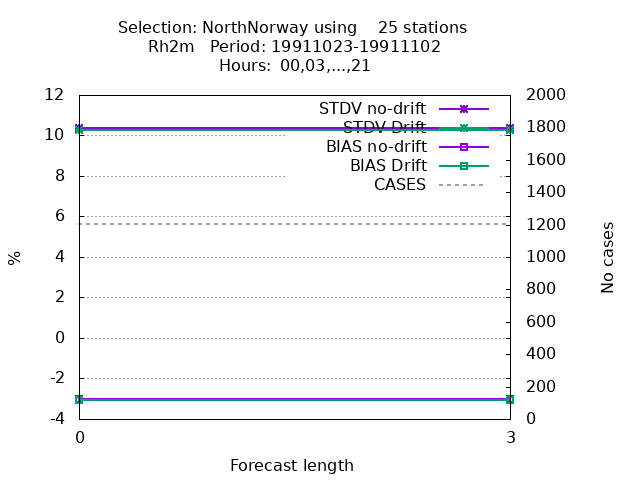 Selection: NorthNorway using    25 stations
Rh2m   Period: 19911023-19911102
Hours:  00,03,...,21
12
10
8
6
4
2
0
-2
-4
%
STDV no-drift
STDV Drift
BIAS no-drift
BIAS Drift
CASES
2000
1800
1600
1400
1200
1000
800
600
400
200
0
No cases
0
3
Forecast length